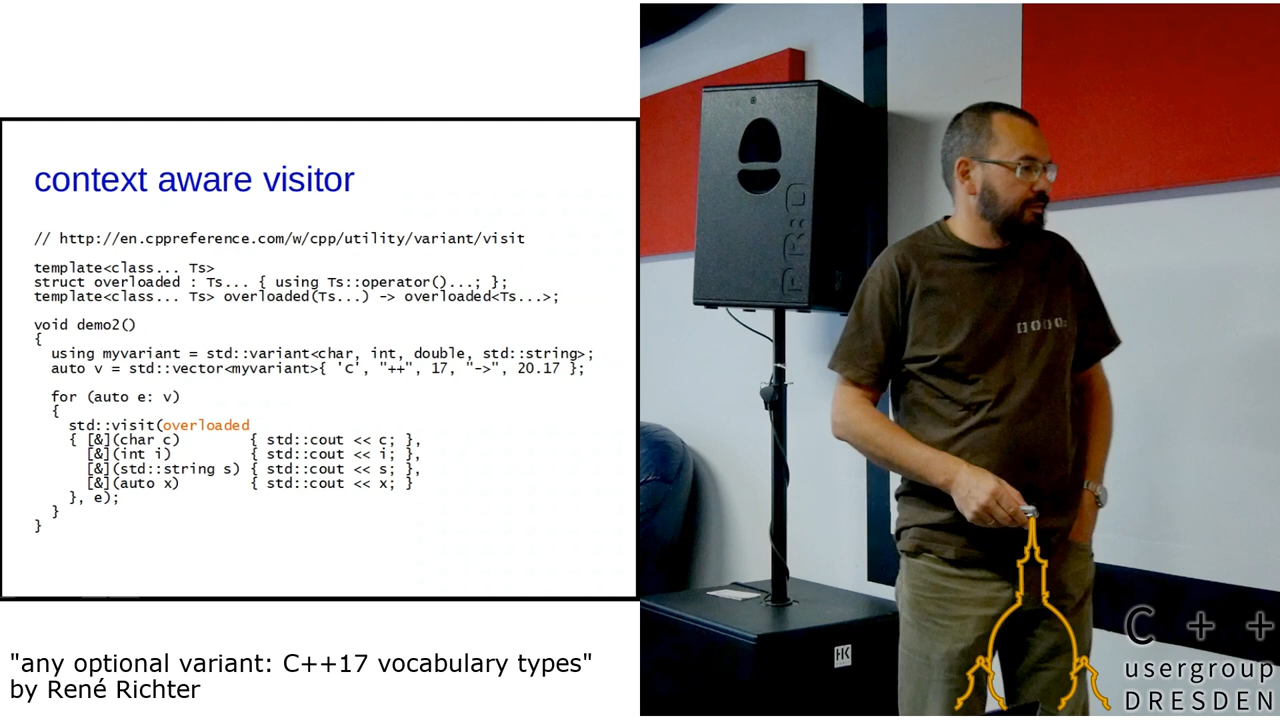 context aware visitor
// http://en.cppreference.com/w/cpp/utility/variant/visit
template<class... Ts>
struct overloaded : Ts... { using Ts::operator()...; };
template<class... Ts> overloaded(Ts...) -> overloaded<Ts...>;
void demo2()
{
using myvariant = std::variant<char, int, double, std::string>;
auto v = std::vector<myvariant>{ 'C', "++", 17, "->", 20.17 };
for (auto e: v)
{
std::visit(overloaded
{ [&](char c) { std::cout << c; },
[&](int i) { std::cout << i; },
[&](std::string s) { std::cout << s; },
[&](auto x) { std::cout << x; }
}, e);
}
}
"any optional variant: C++17 vocabulary types"
by René Richter
PR:O
HK
C + +
usergroup
DRESDEN